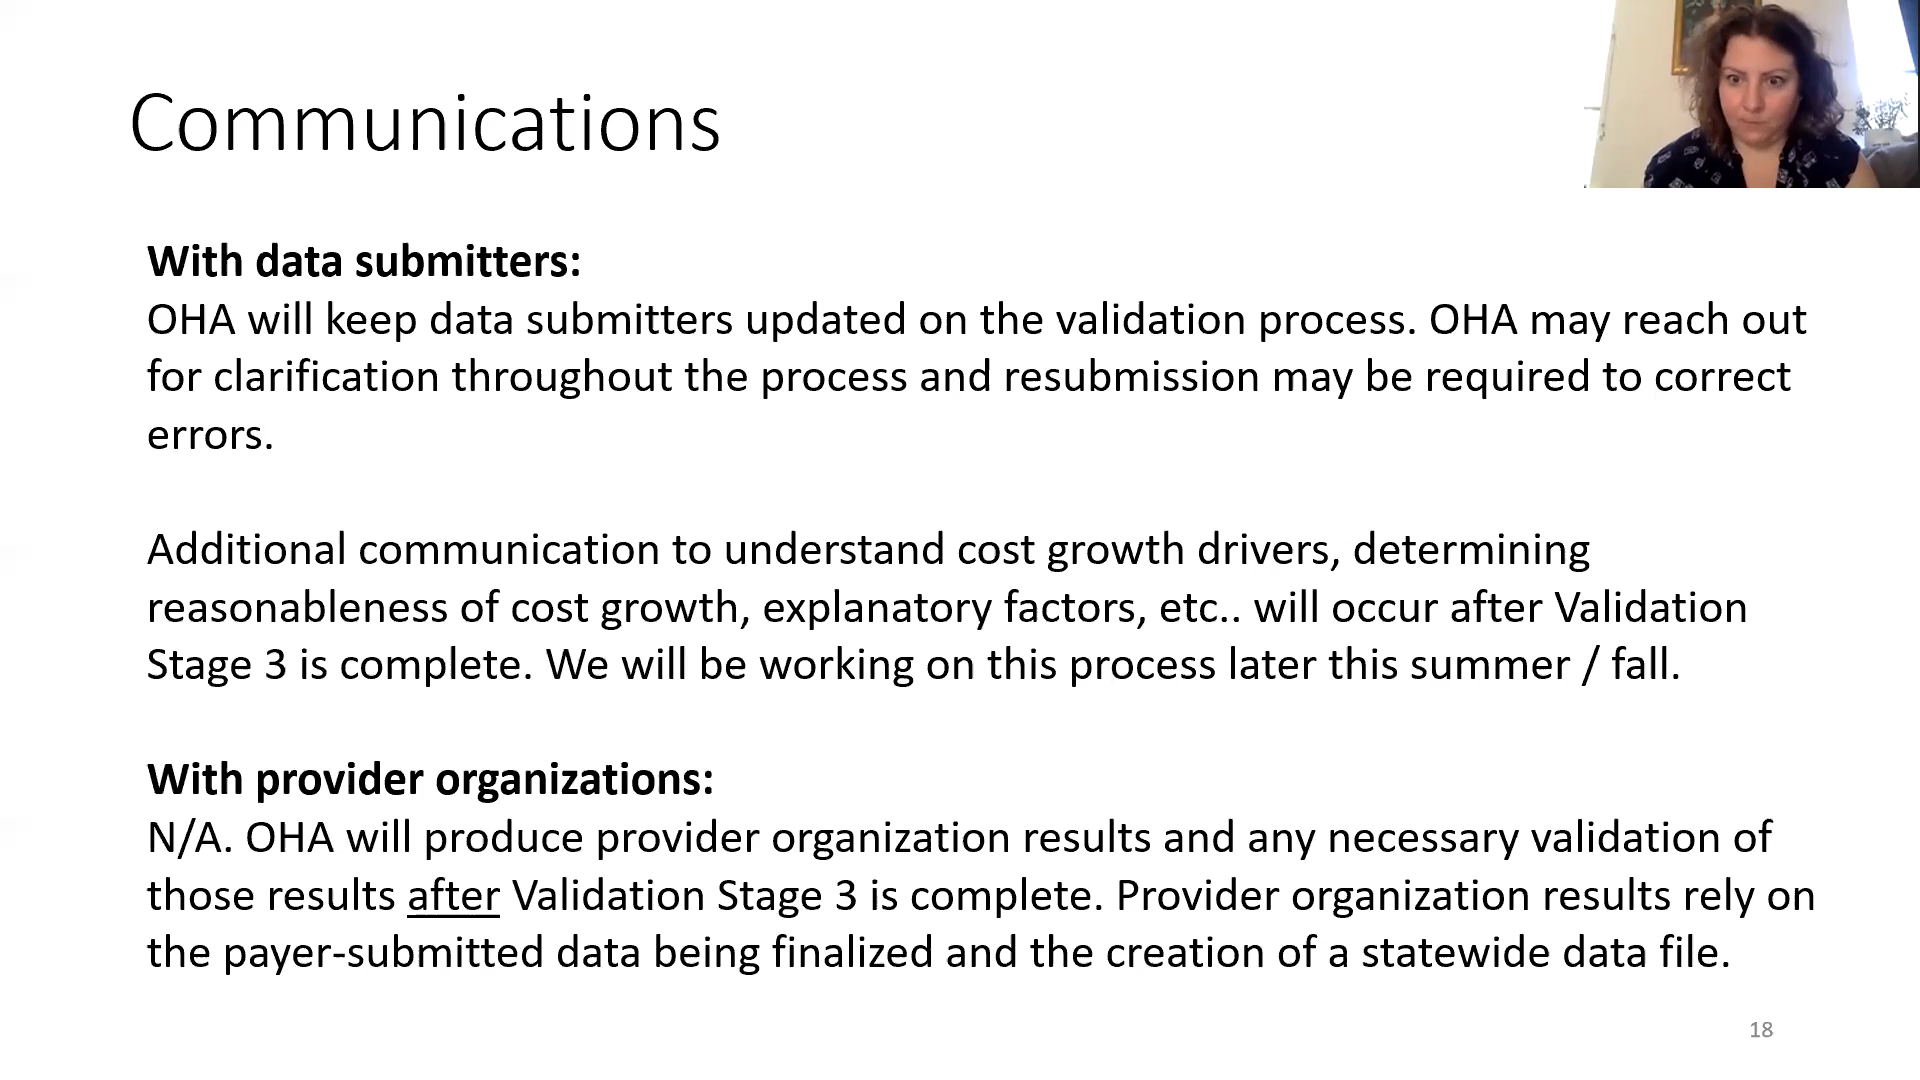 Communications
With data submitters:
OHA will keep data submitters updated on the validation process. OHA may reach out
for clarification throughout the process and resubmission may be required to correct
errors.
Additional communication to understand cost growth drivers, determining
reasonableness of cost growth, explanatory factors, etc.. will occur after Validation
Stage 3 is complete. We will be working on this process later this summer / fall.
With provider organizations:
N/A. OHA will produce provider organization results and any necessary validation of
those results after Validation Stage 3 is complete. Provider organization results rely on
the payer-submitted data being finalized and the creation of a statewide data file.
18